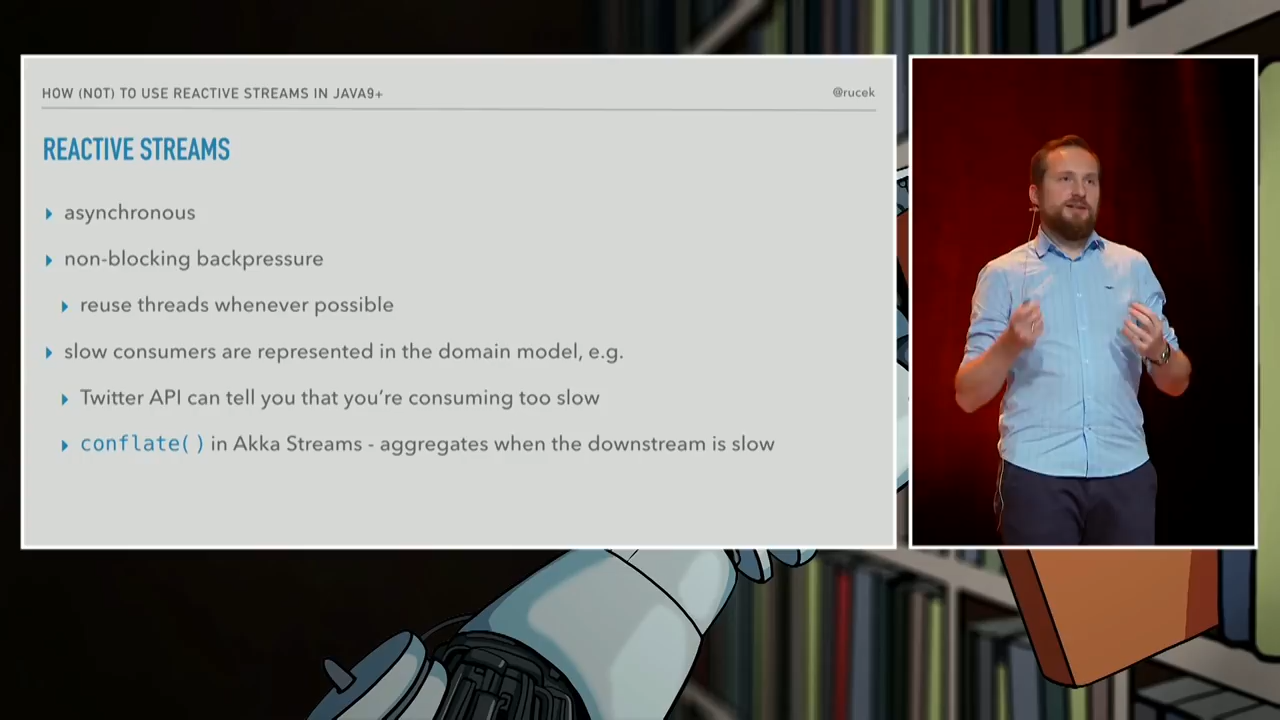 HOW (NOT) TO USE REACTIVE STREAMS IN JAVA9+
@rucek
REACTIVE STREAMS
asynchronous
non-blocking backpressure
reuse threads whenever possible
slow consumers are represented in the domain model, e.g.
Twitter API can tell you that you’re consuming too slow
conflate() in Akka Streams - aggregates when the downstream is slow